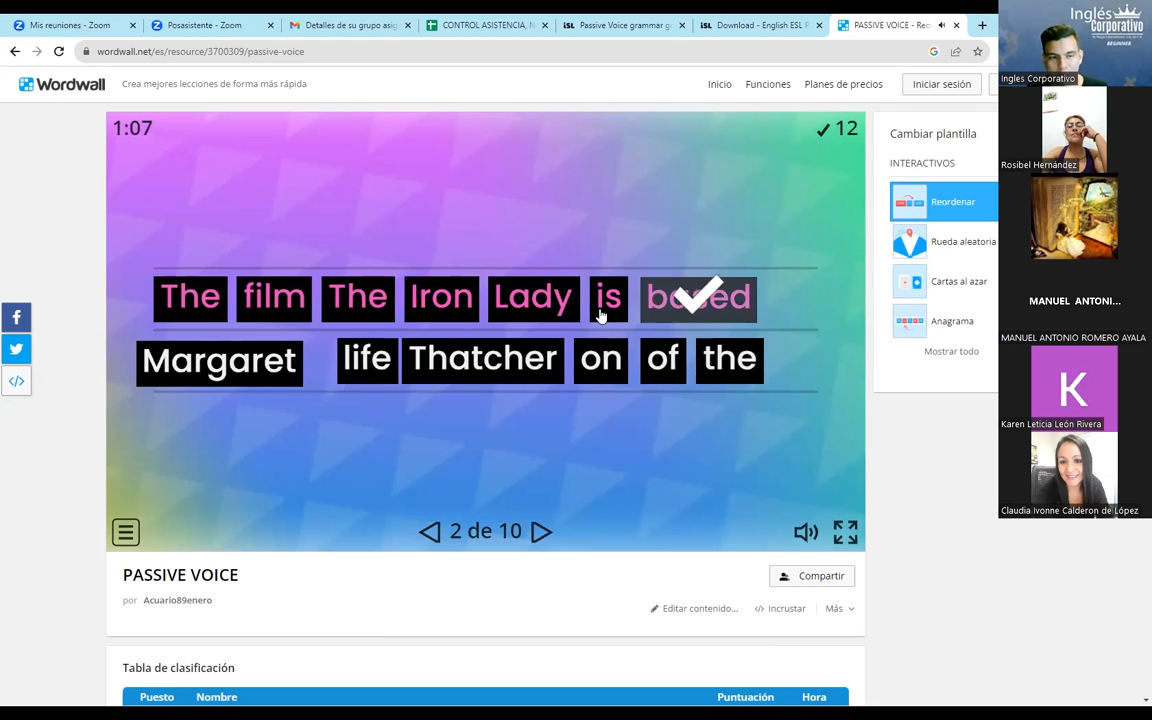 Mis reuniones - Zoom
Posasistente - Zoom
Detalles de su grupo asig
CONTROL ASISTENCIA, N
iSL Passive Voice grammar g
iSL Download - English ESL P
PASSIVE VOICE - Reo
wordwall.net/es/resource/3700309/passive-voice
Wordwall
Crea mejores lecciones de forma más rápida
Inicio
Funciones
Planes de precios
Iniciar sesión
1:07
12
The film The Iron Lady is based
Margaret life Thatcher on of the
2 de 10
PASSIVE VOICE
por Acuario89enero
Compartir
Editar contenido...
Incrustar
Más
Tabla de clasificación
Puesto
Nombre
Puntuación
Hora
Cambiar plantilla
INTERACTIVOS
Reordenar
Rueda aleatoria
Cartas al azar
Anagrama
Mostrar todo
Inglés
Corporativo
BEGINNER
Ingles Corporativo
Rosibel Hernández
MANUEL ANTONI...
MANUEL ANTONIO ROMERO AYALA
K
Karen Leticia León Rivera
Claudia Ivonne Calderon de López